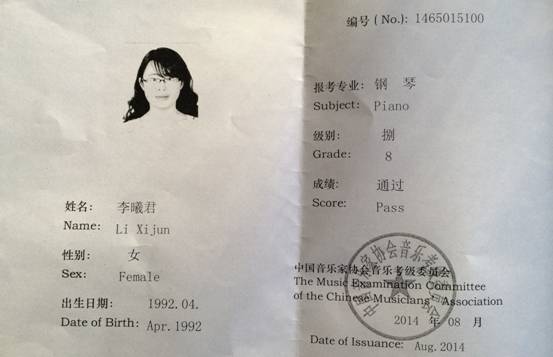 姓名： 李曦君
Name: Li Xijun
性别： 女
Sex: Female
出生日期： 1992.04.
Date of Birth: Apr.1992
编号 (No.): 1465015100
报考专业: 钢 琴
Subject: Piano
级别: 捌
Grade: 8
成绩: 通过
Score: Pass
中国音乐家协会音乐考级委员会
The Music Examination Committee
of the Chinese Musicians' Association
2014 年 08 月
Date of Issuance: Aug.2014